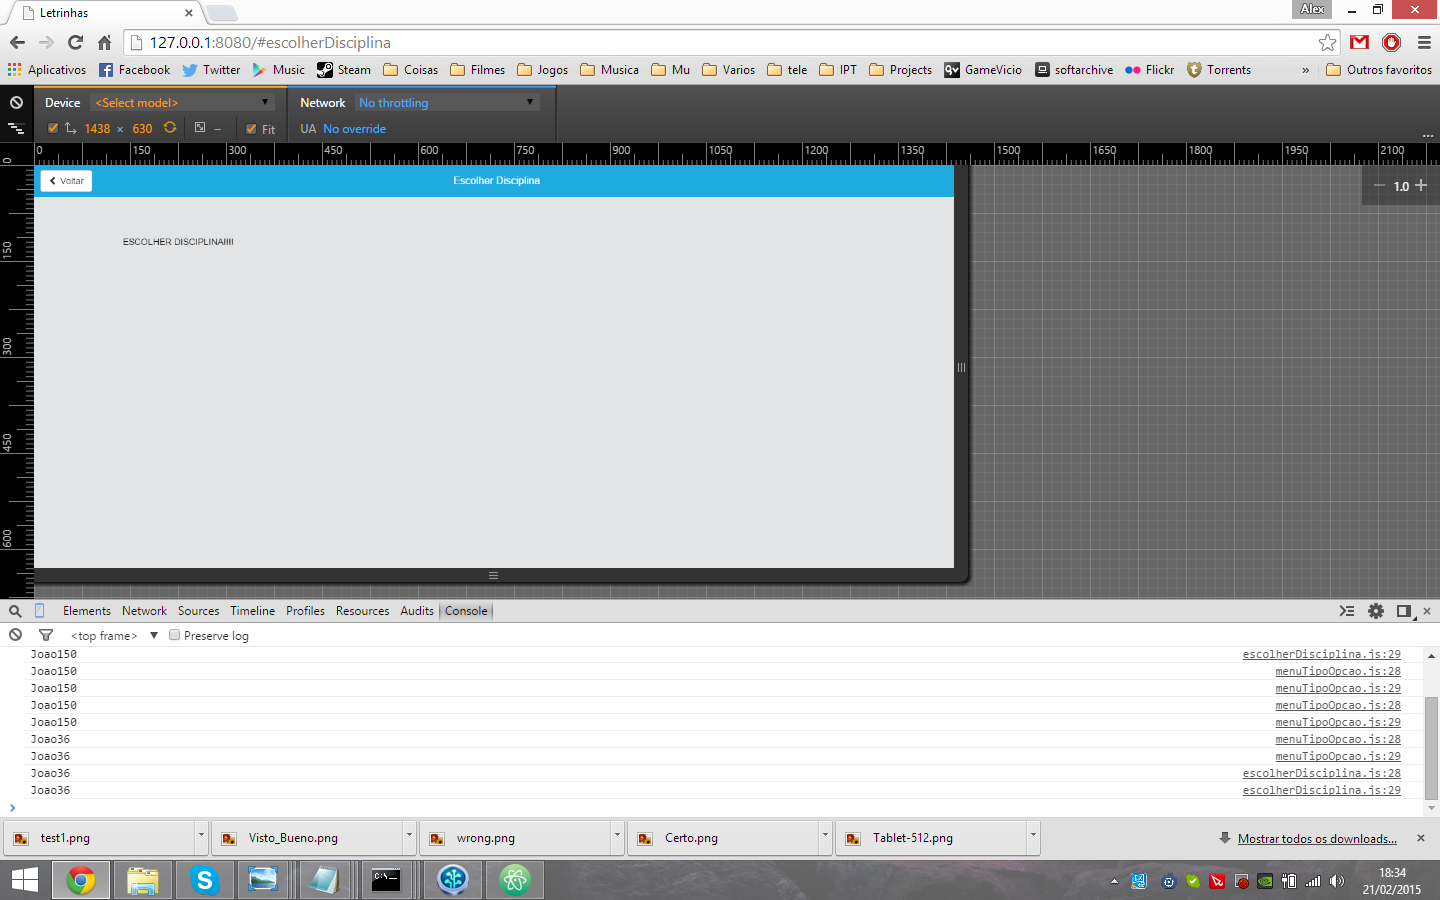 Letrinhas
Alex
127.0.0.1:8080/#escolherDisciplina
Aplicativos Facebook Twitter Music Steam Coisas Filmes Jogos Musica Mu Varios tele IPT Projects GameVicio softarchive Flickr Torrents » Outros favoritos
Device <Select model> Network No throttling
1438 × 630 Fit UA No override
...
0 150 300 450 600 750 900 1050 1200 1350 1500 1650 1800 1950 2100
0
150
300
450
600
Voltar Escolher Disciplina
1.0
ESCOLHER DISCIPLINA!!!!
Elements Network Sources Timeline Profiles Resources Audits Console
<top frame> Preserve log
Joao150 escolherDisciplina.js:29
Joao150 menuTipoOpcao.js:28
Joao150 menuTipoOpcao.js:29
Joao150 menuTipoOpcao.js:28
Joao150 menuTipoOpcao.js:29
Joao36 menuTipoOpcao.js:28
Joao36 menuTipoOpcao.js:29
Joao36 escolherDisciplina.js:28
Joao36 escolherDisciplina.js:29
test1.png Visto_Bueno.png wrong.png Certo.png Tablet-512.png Mostrar todos os downloads...
18:34
21/02/2015